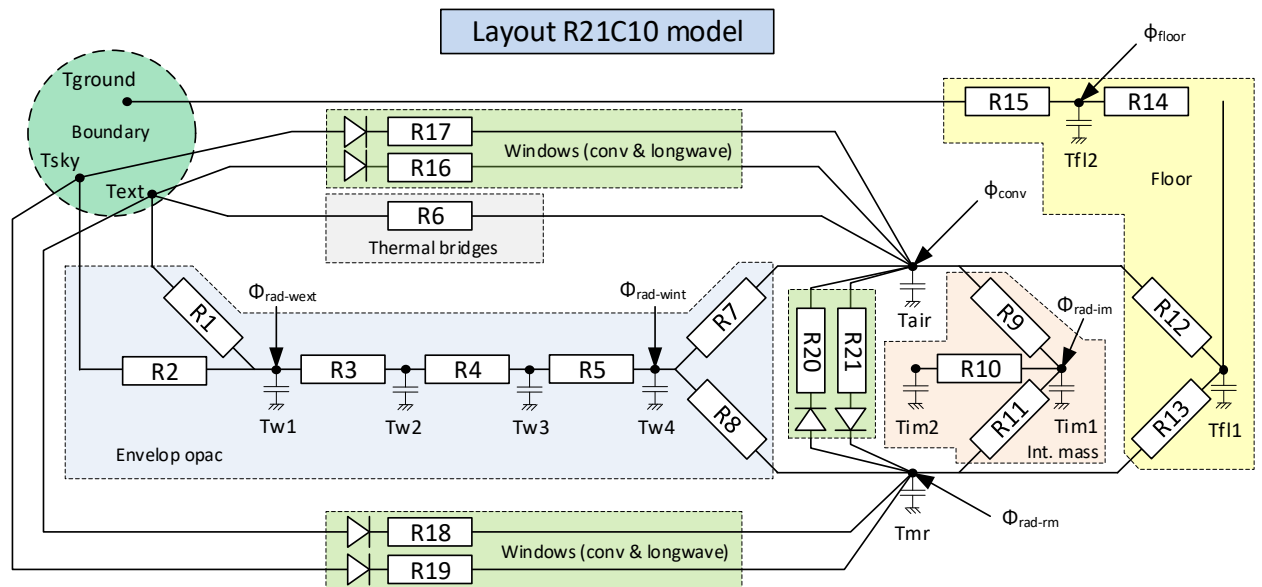 Layout R21C10 model
ϕfloor
Tground
R15
R14
Boundary
R17
Tsky
Windows (conv & longwave)
Tfl2
R16
Floor
Text
R6
ϕconv
Thermal bridges
Φrad-wext
Φrad-wint
R1
R7
Tair
R9
Φrad-im
R12
R20
R21
R2
R3
R4
R5
R10
R8
R11
R13
Tw1
Tw2
Tw3
Tw4
Tim2
Tim1
Tfl1
Envelop opac
Int. mass
Φrad-rm
R18
Tmr
Windows (conv & longwave)
R19